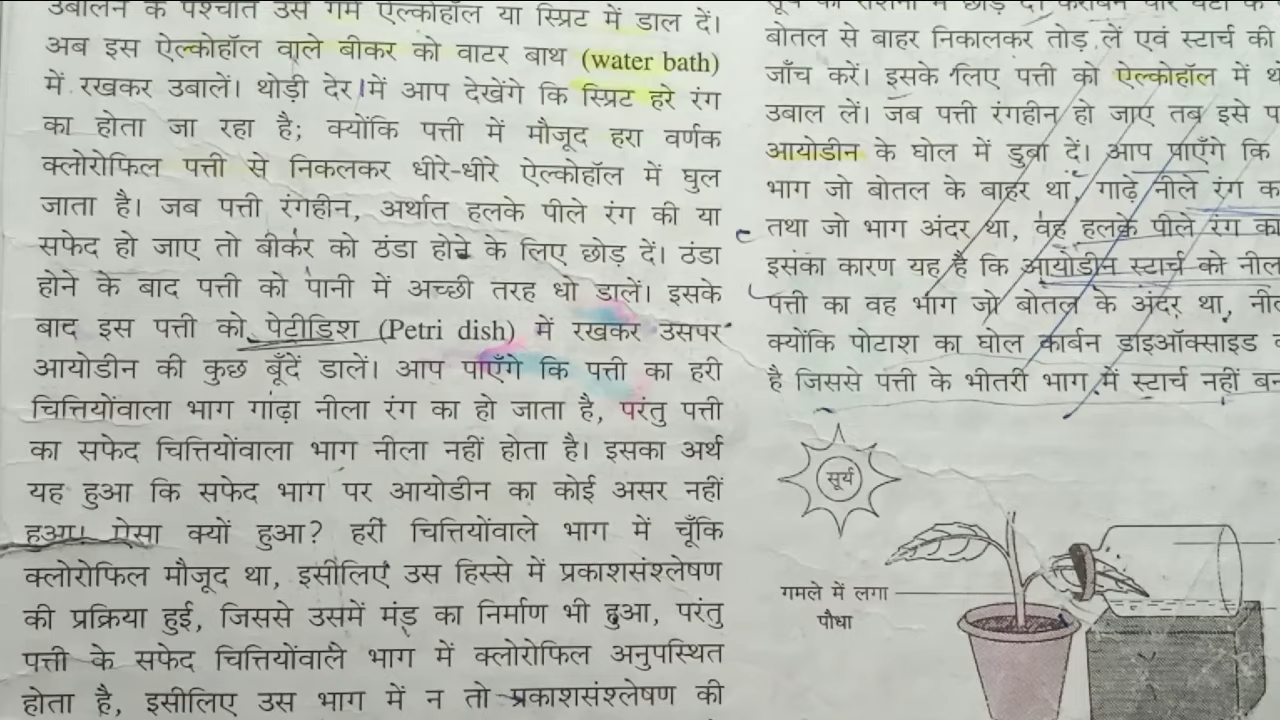 उबालने के पश्चात उसे गर्म ऐल्कोहॉल या स्प्रिट में डाल दें।
अब इस ऐल्कोहॉल वाले बीकर को वाटर बाथ (water bath)
में रखकर उबालें। थोड़ी देर में आप देखेंगे कि स्प्रिट हरे रंग
का होता जा रहा है; क्योंकि पत्ती में मौजूद हरा वर्णक
क्लोरोफिल पत्ती से निकलकर धीरे-धीरे ऐल्कोहॉल में घुल
जाता है। जब पत्ती रंगहीन, अर्थात हलके पीले रंग की या
सफेद हो जाए तो बीकर को ठंडा होने के लिए छोड़ दें। ठंडा
होने के बाद पत्ती को पानी में अच्छी तरह धो डालें। इसके
बाद इस पत्ती को पेट्रीडिश (Petri dish) में रखकर उसपर
आयोडीन की कुछ बूँदें डालें। आप पाएँगे कि पत्ती का हरी
चित्तियोंवाला भाग गाढ़ा नीला रंग का हो जाता है, परंतु पत्ती
का सफेद चित्तियोंवाला भाग नीला नहीं होता है। इसका अर्थ
यह हुआ कि सफेद भाग पर आयोडीन का कोई असर नहीं
हुआ। ऐसा क्यों हुआ? हरी चित्तियोंवाले भाग में चूँकि
क्लोरोफिल मौजूद था, इसीलिए उस हिस्से में प्रकाशसंश्लेषण
की प्रक्रिया हुई, जिससे उसमें मंड का निर्माण भी हुआ, परंतु
पत्ती के सफेद चित्तियोंवाले भाग में क्लोरोफिल अनुपस्थित
होता है, इसीलिए उस भाग में न तो प्रकाशसंश्लेषण की
बोतल से बाहर निकालकर तोड़ लें एवं स्टार्च की
जाँच करें। इसके लिए पत्ती को ऐल्कोहॉल में
उबाल लें। जब पत्ती रंगहीन हो जाए तब इसे
आयोडीन के घोल में डुबा दें। आप पाएँगे कि
भाग जो बोतल के बाहर था, गाढ़े नीले रंग
तथा जो भाग अंदर था, वह हलके पीले रंग का
इसका कारण यह है कि आयोडीन स्टार्च को
पत्ती का वह भाग जो बोतल के अंदर था,
क्योंकि पोटाश का घोल कार्बन डाइऑक्साइड
है जिससे पत्ती के भीतरी भाग में स्टार्च नहीं
सूर्य
गमले में लगा
पौधा